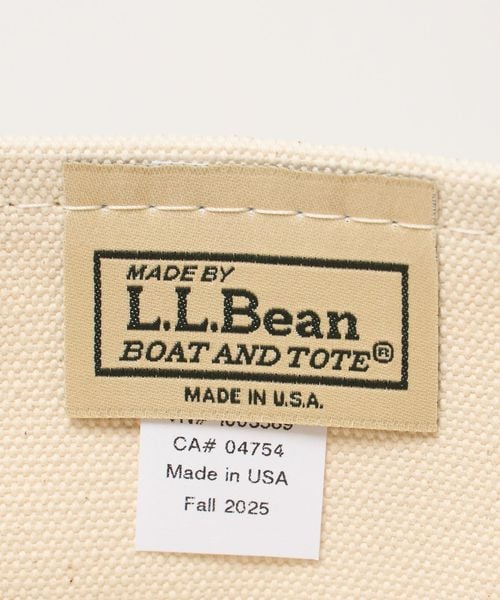 MADE BY
L.L.Bean
BOAT AND TOTE®
MADE IN U.S.A.
CA# 04754
Made in USA
Fall 2025